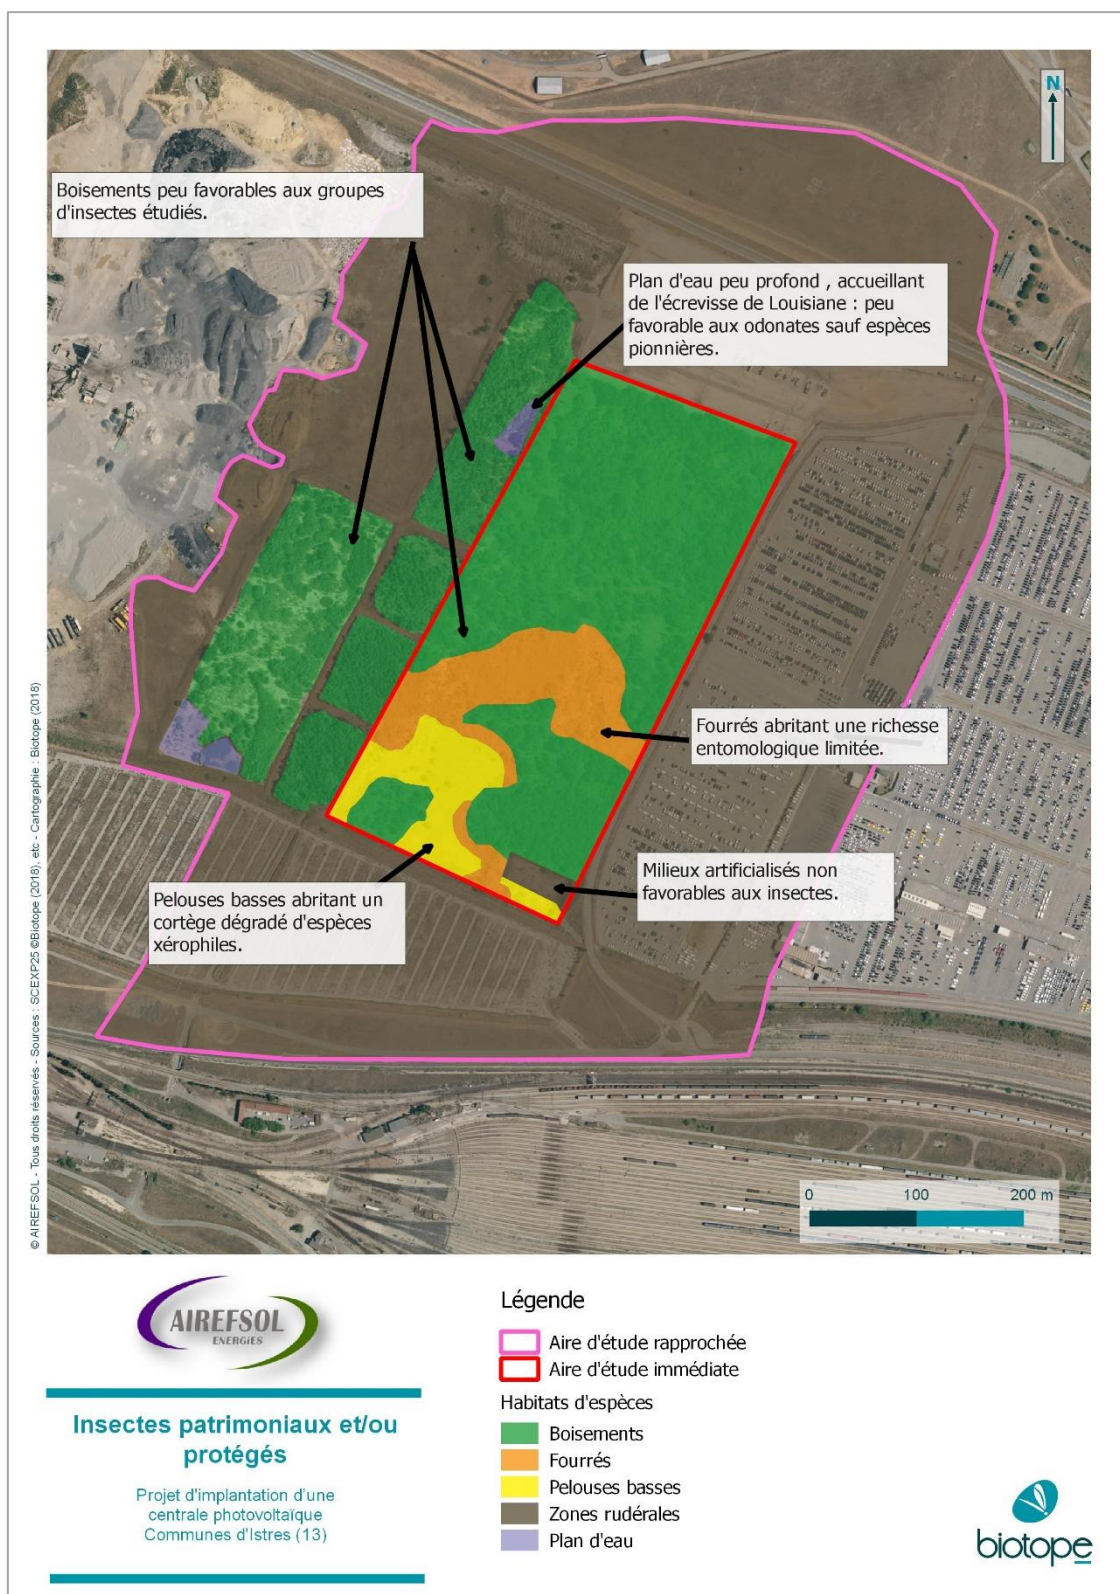 N
Boisements peu favorables aux groupes
d'insectes étudiés.
Plan d'eau peu profond , accueillant
de l'écrevisse de Louisiane : peu
favorable aux odonates sauf espèces
pionnières.
Fourrés abritant une richesse
entomologique limitée.
Milieux artificialisés non
favorables aux insectes.
Pelouses basses abritant un
cortège dégradé d'espèces
xérophiles.
0 100 200 m
© AIREFSOL - Tous droits réservés - Sources : SCEXP25 ©Biotope (2018), etc - Cartographie : Biotope (2018)
AIREFSOL
ENERGIES
Insectes patrimoniaux et/ou
protégés
Projet d'implantation d'une
centrale photovoltaïque
Communes d'Istres (13)
Légende
Aire d'étude rapprochée
Aire d'étude immédiate
Habitats d'espèces
Boisements
Fourrés
Pelouses basses
Zones rudérales
Plan d'eau
biotope